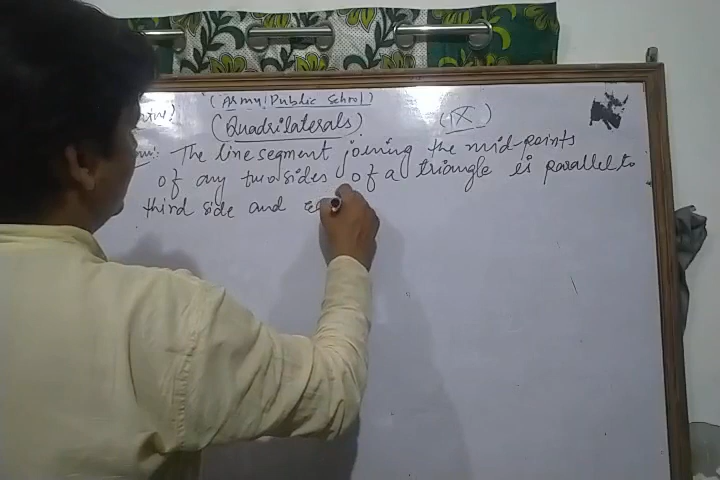 (Army Public School)
(Quadrilaterals) (IX)
The line segment joining the mid-points
of any two sides of a triangle is parallel to
third side and